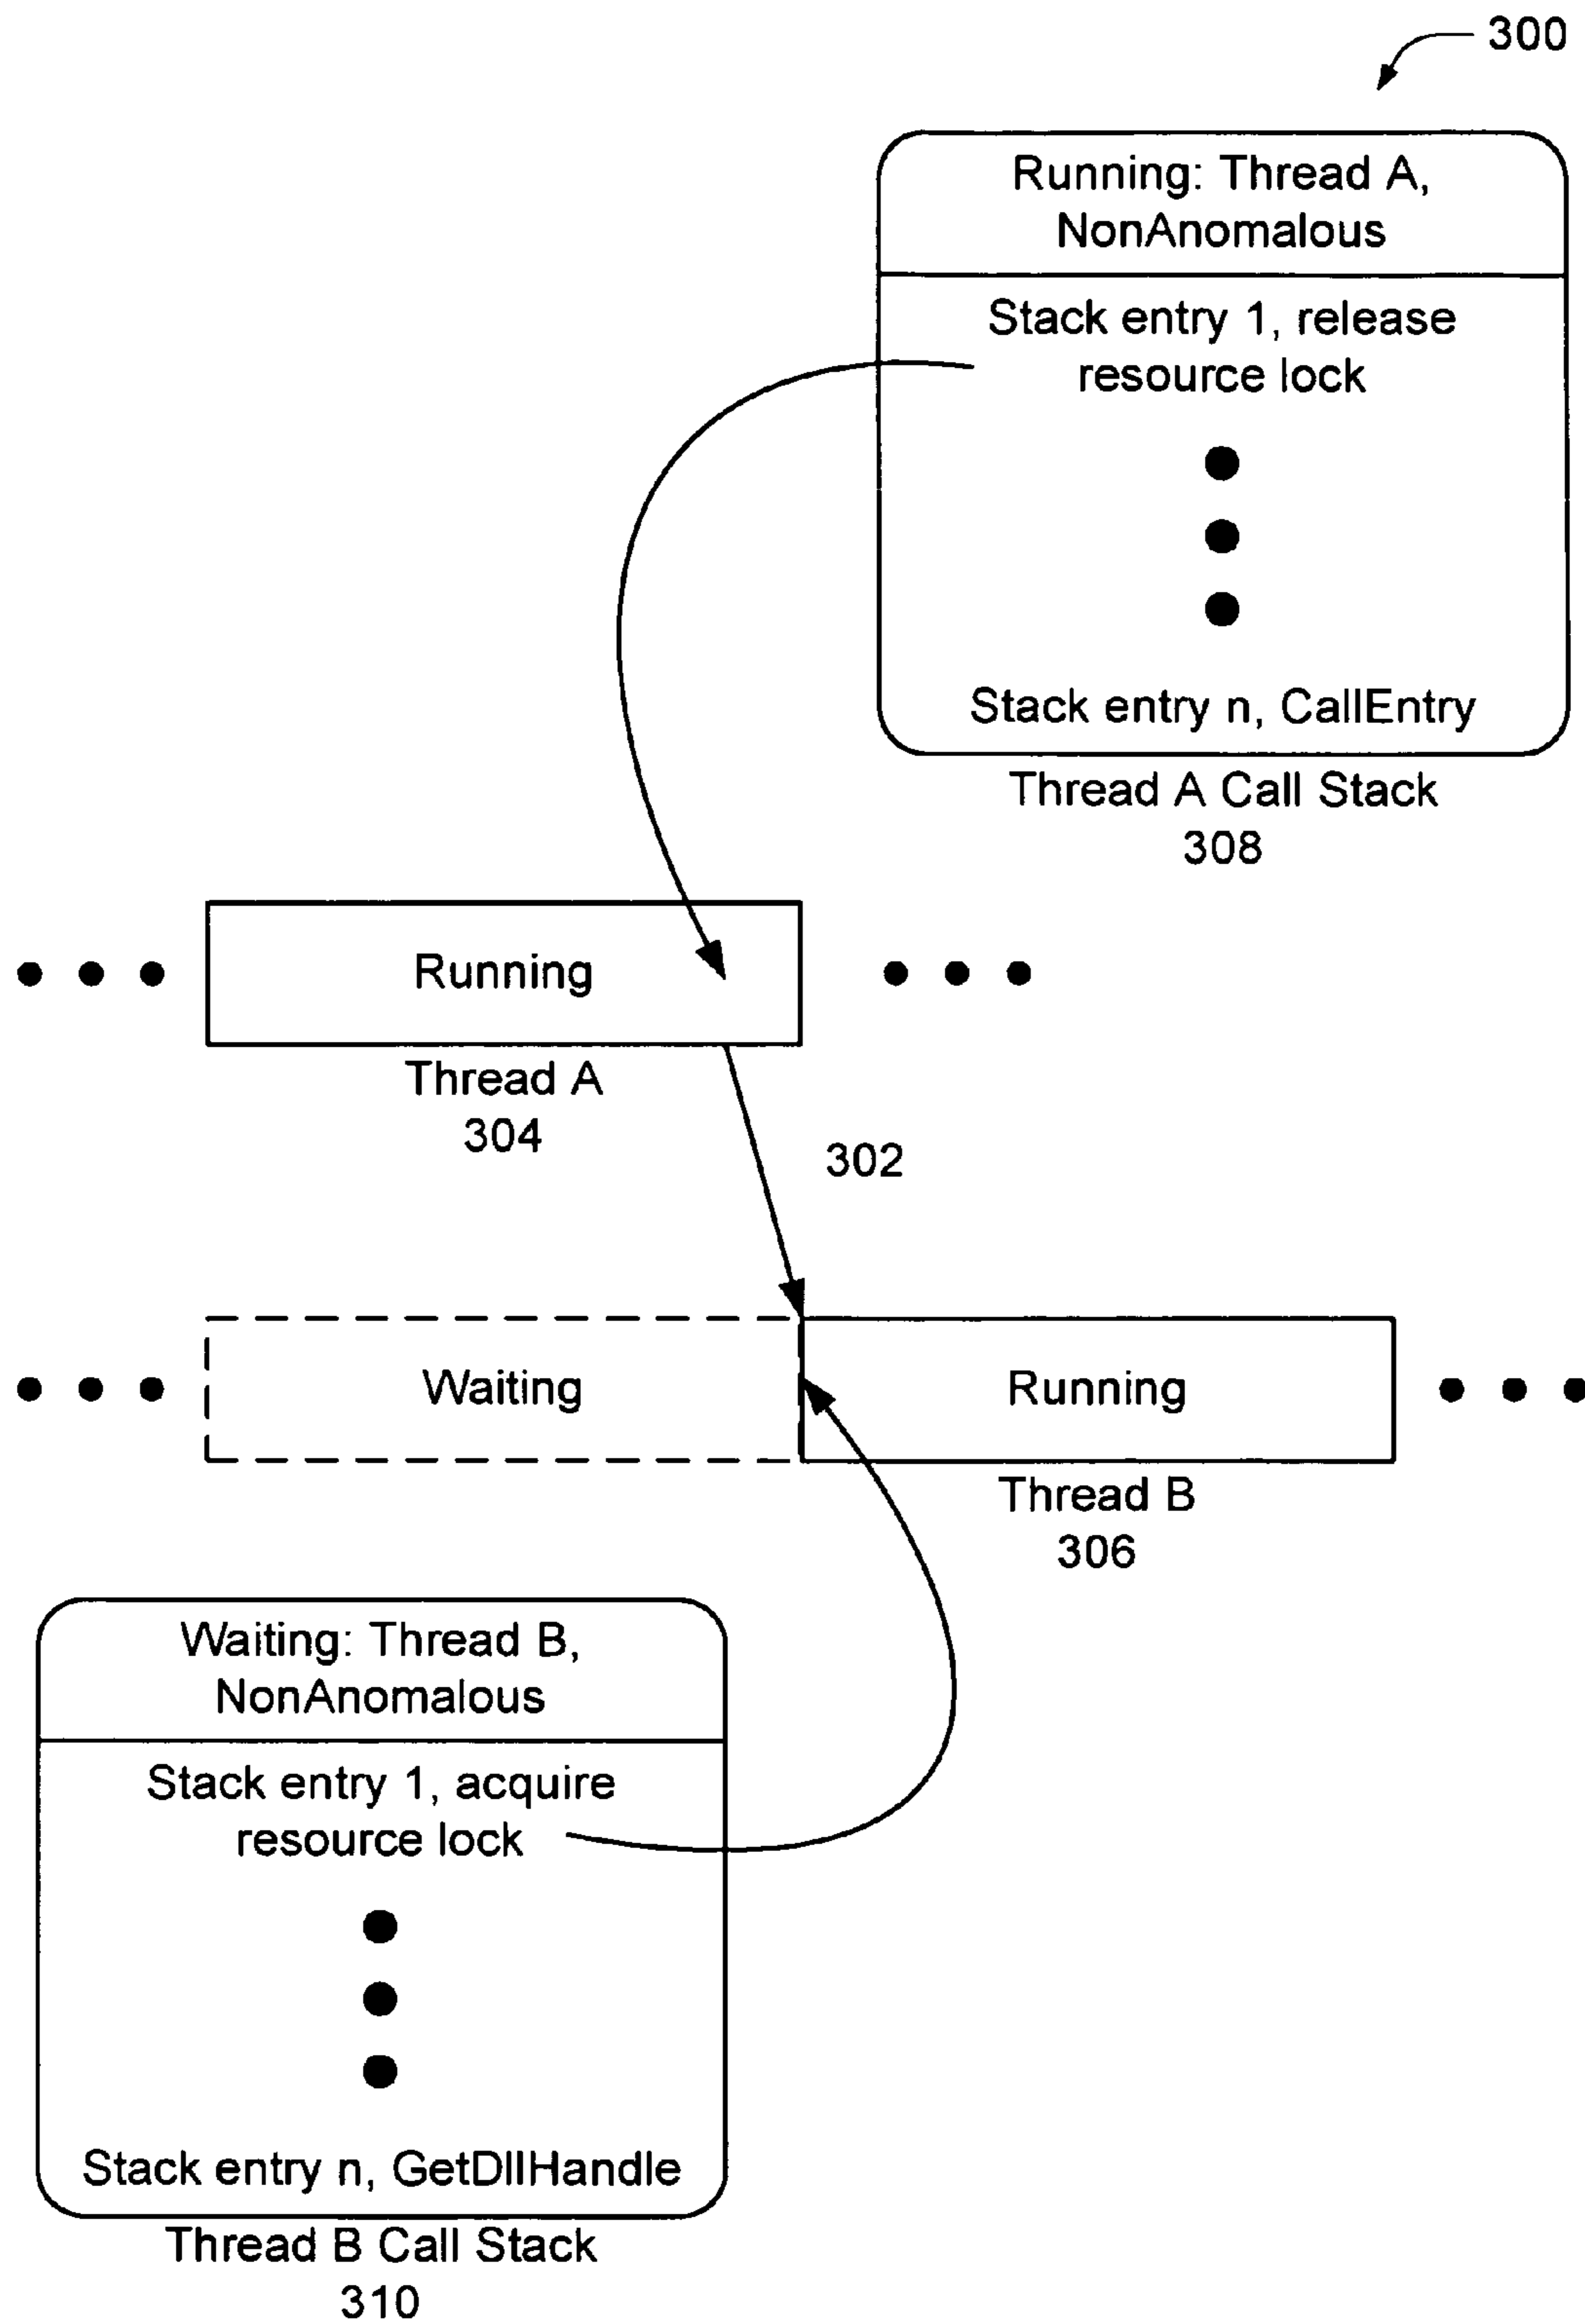 300
Running: Thread A,
NonAnomalous
Stack entry 1, release
resource lock
Stack entry n, CallEntry
Thread A Call Stack
308
Running
Thread A
304
302
Waiting
Running
Thread B
306
Waiting: Thread B,
NonAnomalous
Stack entry 1, acquire
resource lock
Stack entry n, GetDllHandle
Thread B Call Stack
310